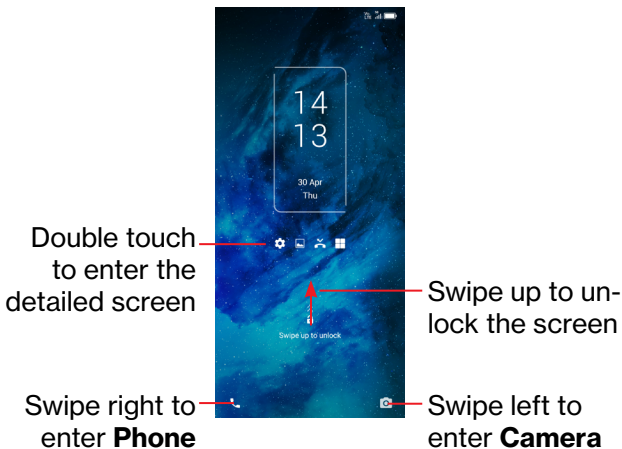 14
13
30 Apr
Thu
Double touch
to enter the
detailed screen
Swipe up to un-
lock the screen
Swipe up to unlock
Swipe right to
enter Phone
Swipe left to
enter Camera